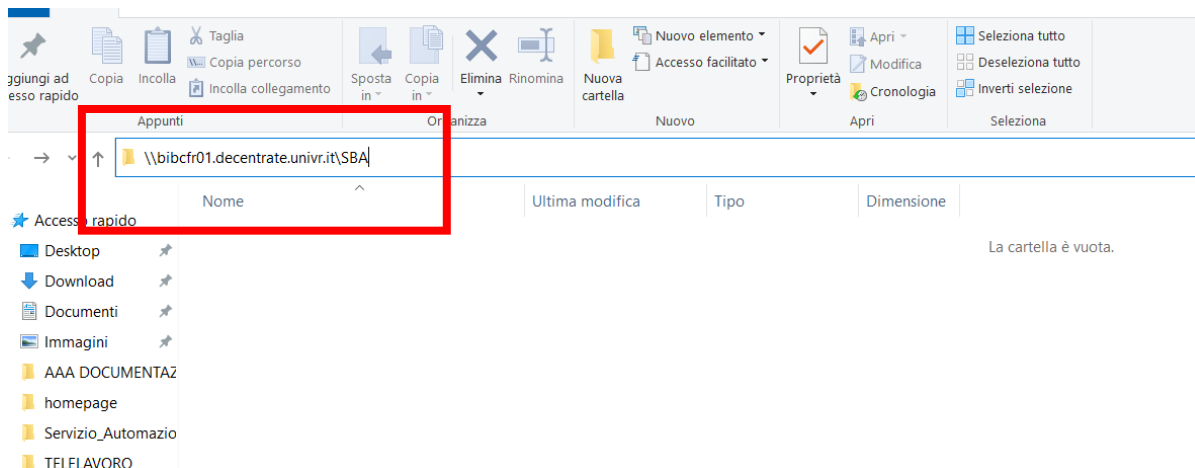 Taglia
Copia percorso
Incolla collegamento
ggiungi ad
esso rapido
Copia
Incolla
Appunti
Sposta
in
Copia
in
Elimina
Rinomina
Organizza
Nuova
cartella
Nuovo elemento
Accesso facilitato
Nuovo
Proprietà
Apri
Modifica
Cronologia
Apri
Seleziona tutto
Deseleziona tutto
Inverti selezione
Seleziona
\\bibcfr01.decentrate.univr.it\SBA
Nome
Ultima modifica
Tipo
Dimensione
La cartella è vuota.
Accesso rapido
Desktop
Download
Documenti
Immagini
AAA DOCUMENTAZ
homepage
Servizio_Automazio
TELELAVORO